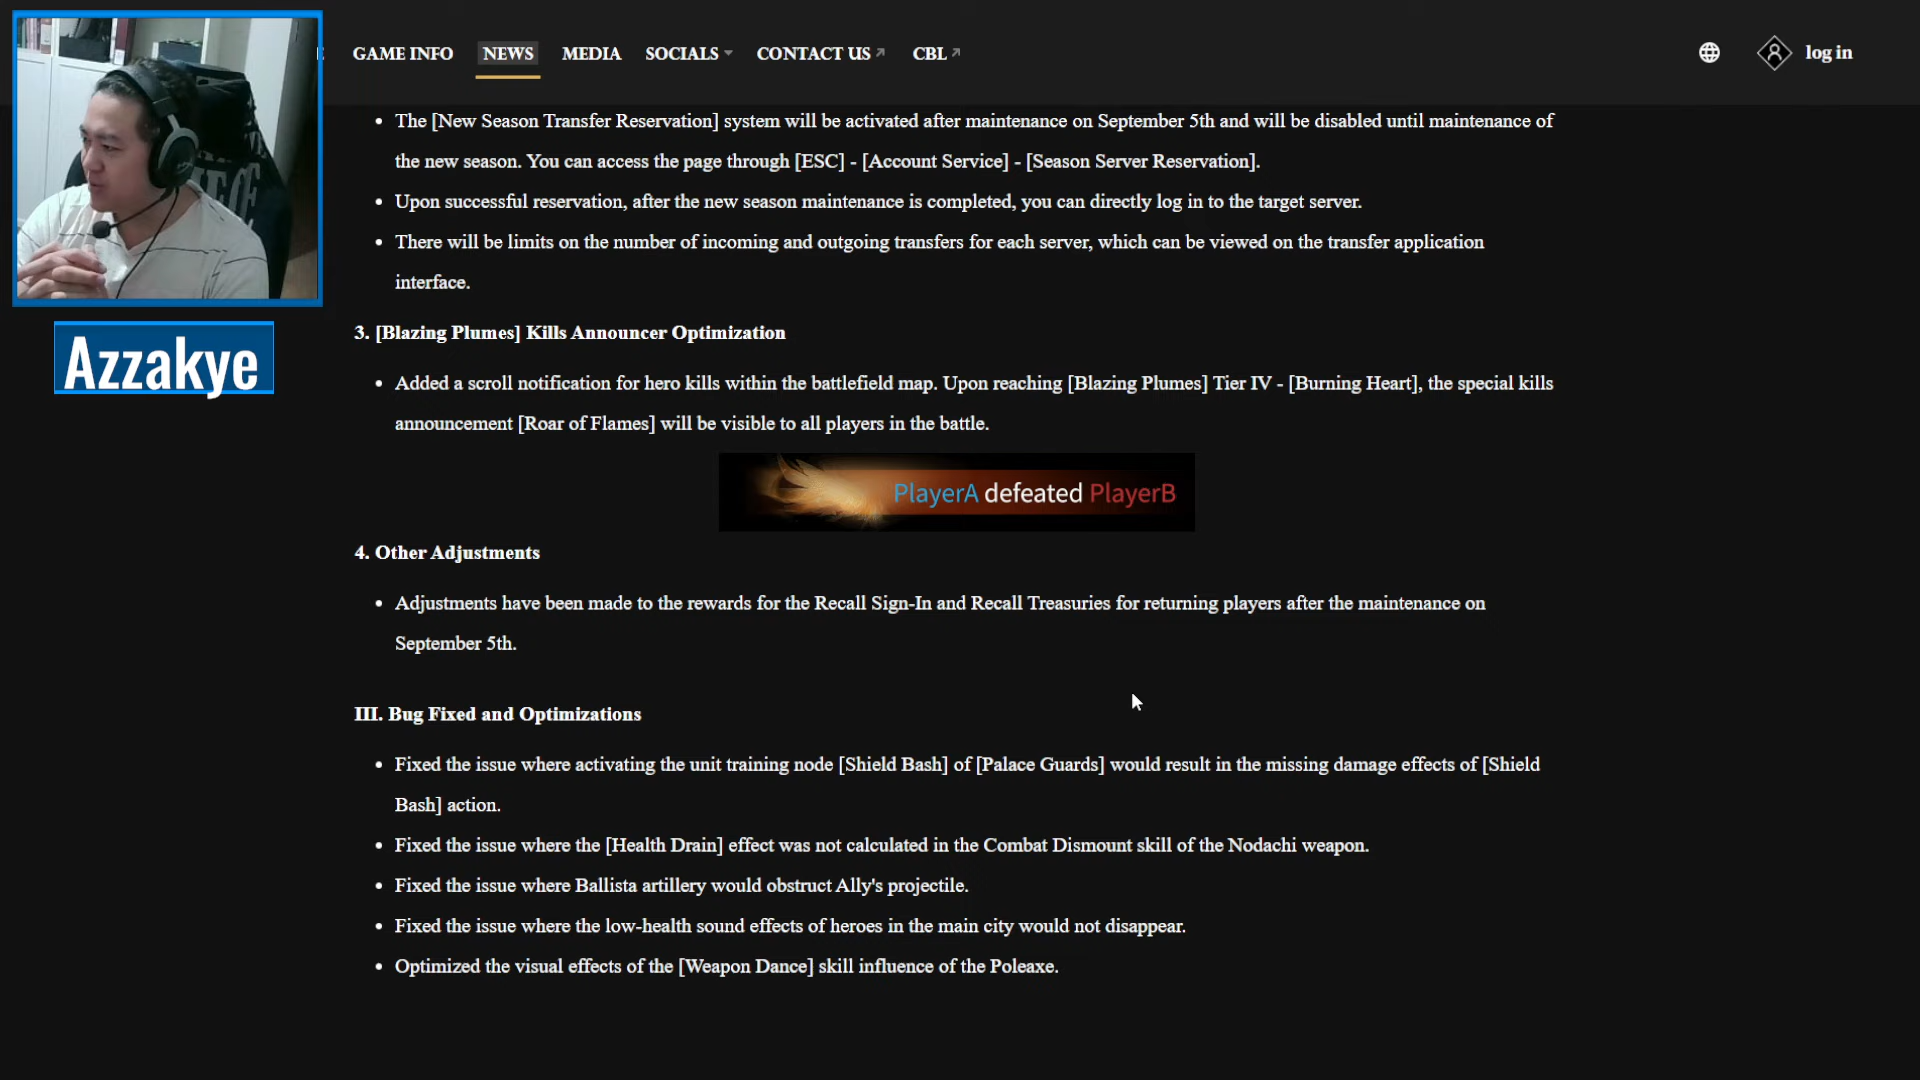 GAME INFO NEWS MEDIA SOCIALS CONTACT US CBL log in
The [New Season Transfer Reservation] system will be activated after maintenance on September 5th and will be disabled until maintenance of
the new season. You can access the page through [ESC] - [Account Service] - [Season Server Reservation].
Upon successful reservation, after the new season maintenance is completed, you can directly log in to the target server.
There will be limits on the number of incoming and outgoing transfers for each server, which can be viewed on the transfer application
interface.
3. [Blazing Plumes] Kills Announcer Optimization
Azzakye
Added a scroll notification for hero kills within the battlefield map. Upon reaching [Blazing Plumes] Tier IV - [Burning Heart], the special kills
announcement [Roar of Flames] will be visible to all players in the battle.
PlayerA defeated PlayerB
4. Other Adjustments
Adjustments have been made to the rewards for the Recall Sign-In and Recall Treasuries for returning players after the maintenance on
September 5th.
III. Bug Fixed and Optimizations
Fixed the issue where activating the unit training node [Shield Bash] of [Palace Guards] would result in the missing damage effects of [Shield
Bash] action.
Fixed the issue where the [Health Drain] effect was not calculated in the Combat Dismount skill of the Nodachi weapon.
Fixed the issue where Ballista artillery would obstruct Ally's projectile.
Fixed the issue where the low-health sound effects of heroes in the main city would not disappear.
Optimized the visual effects of the [Weapon Dance] skill influence of the Poleaxe.